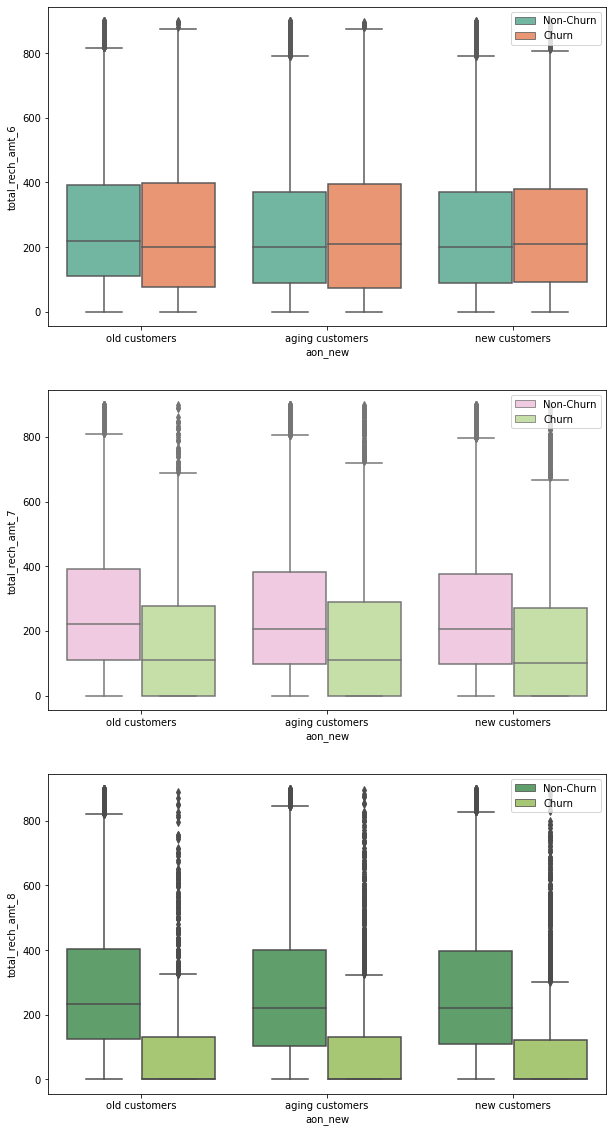 Non-Churn
Churn
800
600
400
200
0
total_rech_amt_6
old customers
aging customers
new customers
aon_new
Non-Churn
Churn
800
600
400
200
0
total_rech_amt_7
old customers
aging customers
new customers
aon_new
Non-Churn
Churn
800
600
400
200
0
total_rech_amt_8
old customers
aging customers
new customers
aon_new